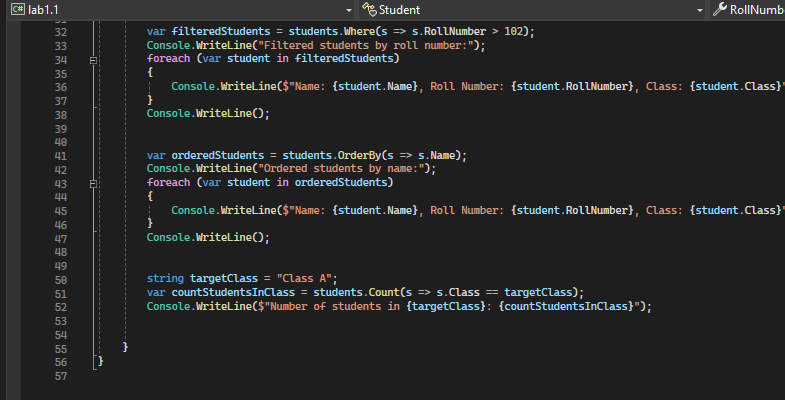 C# lab1.1
Student
RollNumb
32 var filteredStudents = students.Where(s => s.RollNumber > 102);
33 Console.WriteLine("Filtered students by roll number:");
34 foreach (var student in filteredStudents)
35 {
36 Console.WriteLine($"Name: {student.Name}, Roll Number: {student.RollNumber}, Class: {student.Class}"
37 }
38 Console.WriteLine();
39
40
41 var orderedStudents = students.OrderBy(s => s.Name);
42 Console.WriteLine("Ordered students by name:");
43 foreach (var student in orderedStudents)
44 {
45 Console.WriteLine($"Name: {student.Name}, Roll Number: {student.RollNumber}, Class: {student.Class}"
46 }
47 Console.WriteLine();
48
49
50 string targetClass = "Class A";
51 var countStudentsInClass = students.Count(s => s.Class == targetClass);
52 Console.WriteLine($"Number of students in {targetClass}: {countStudentsInClass}");
53
54
55 }
56 }
57